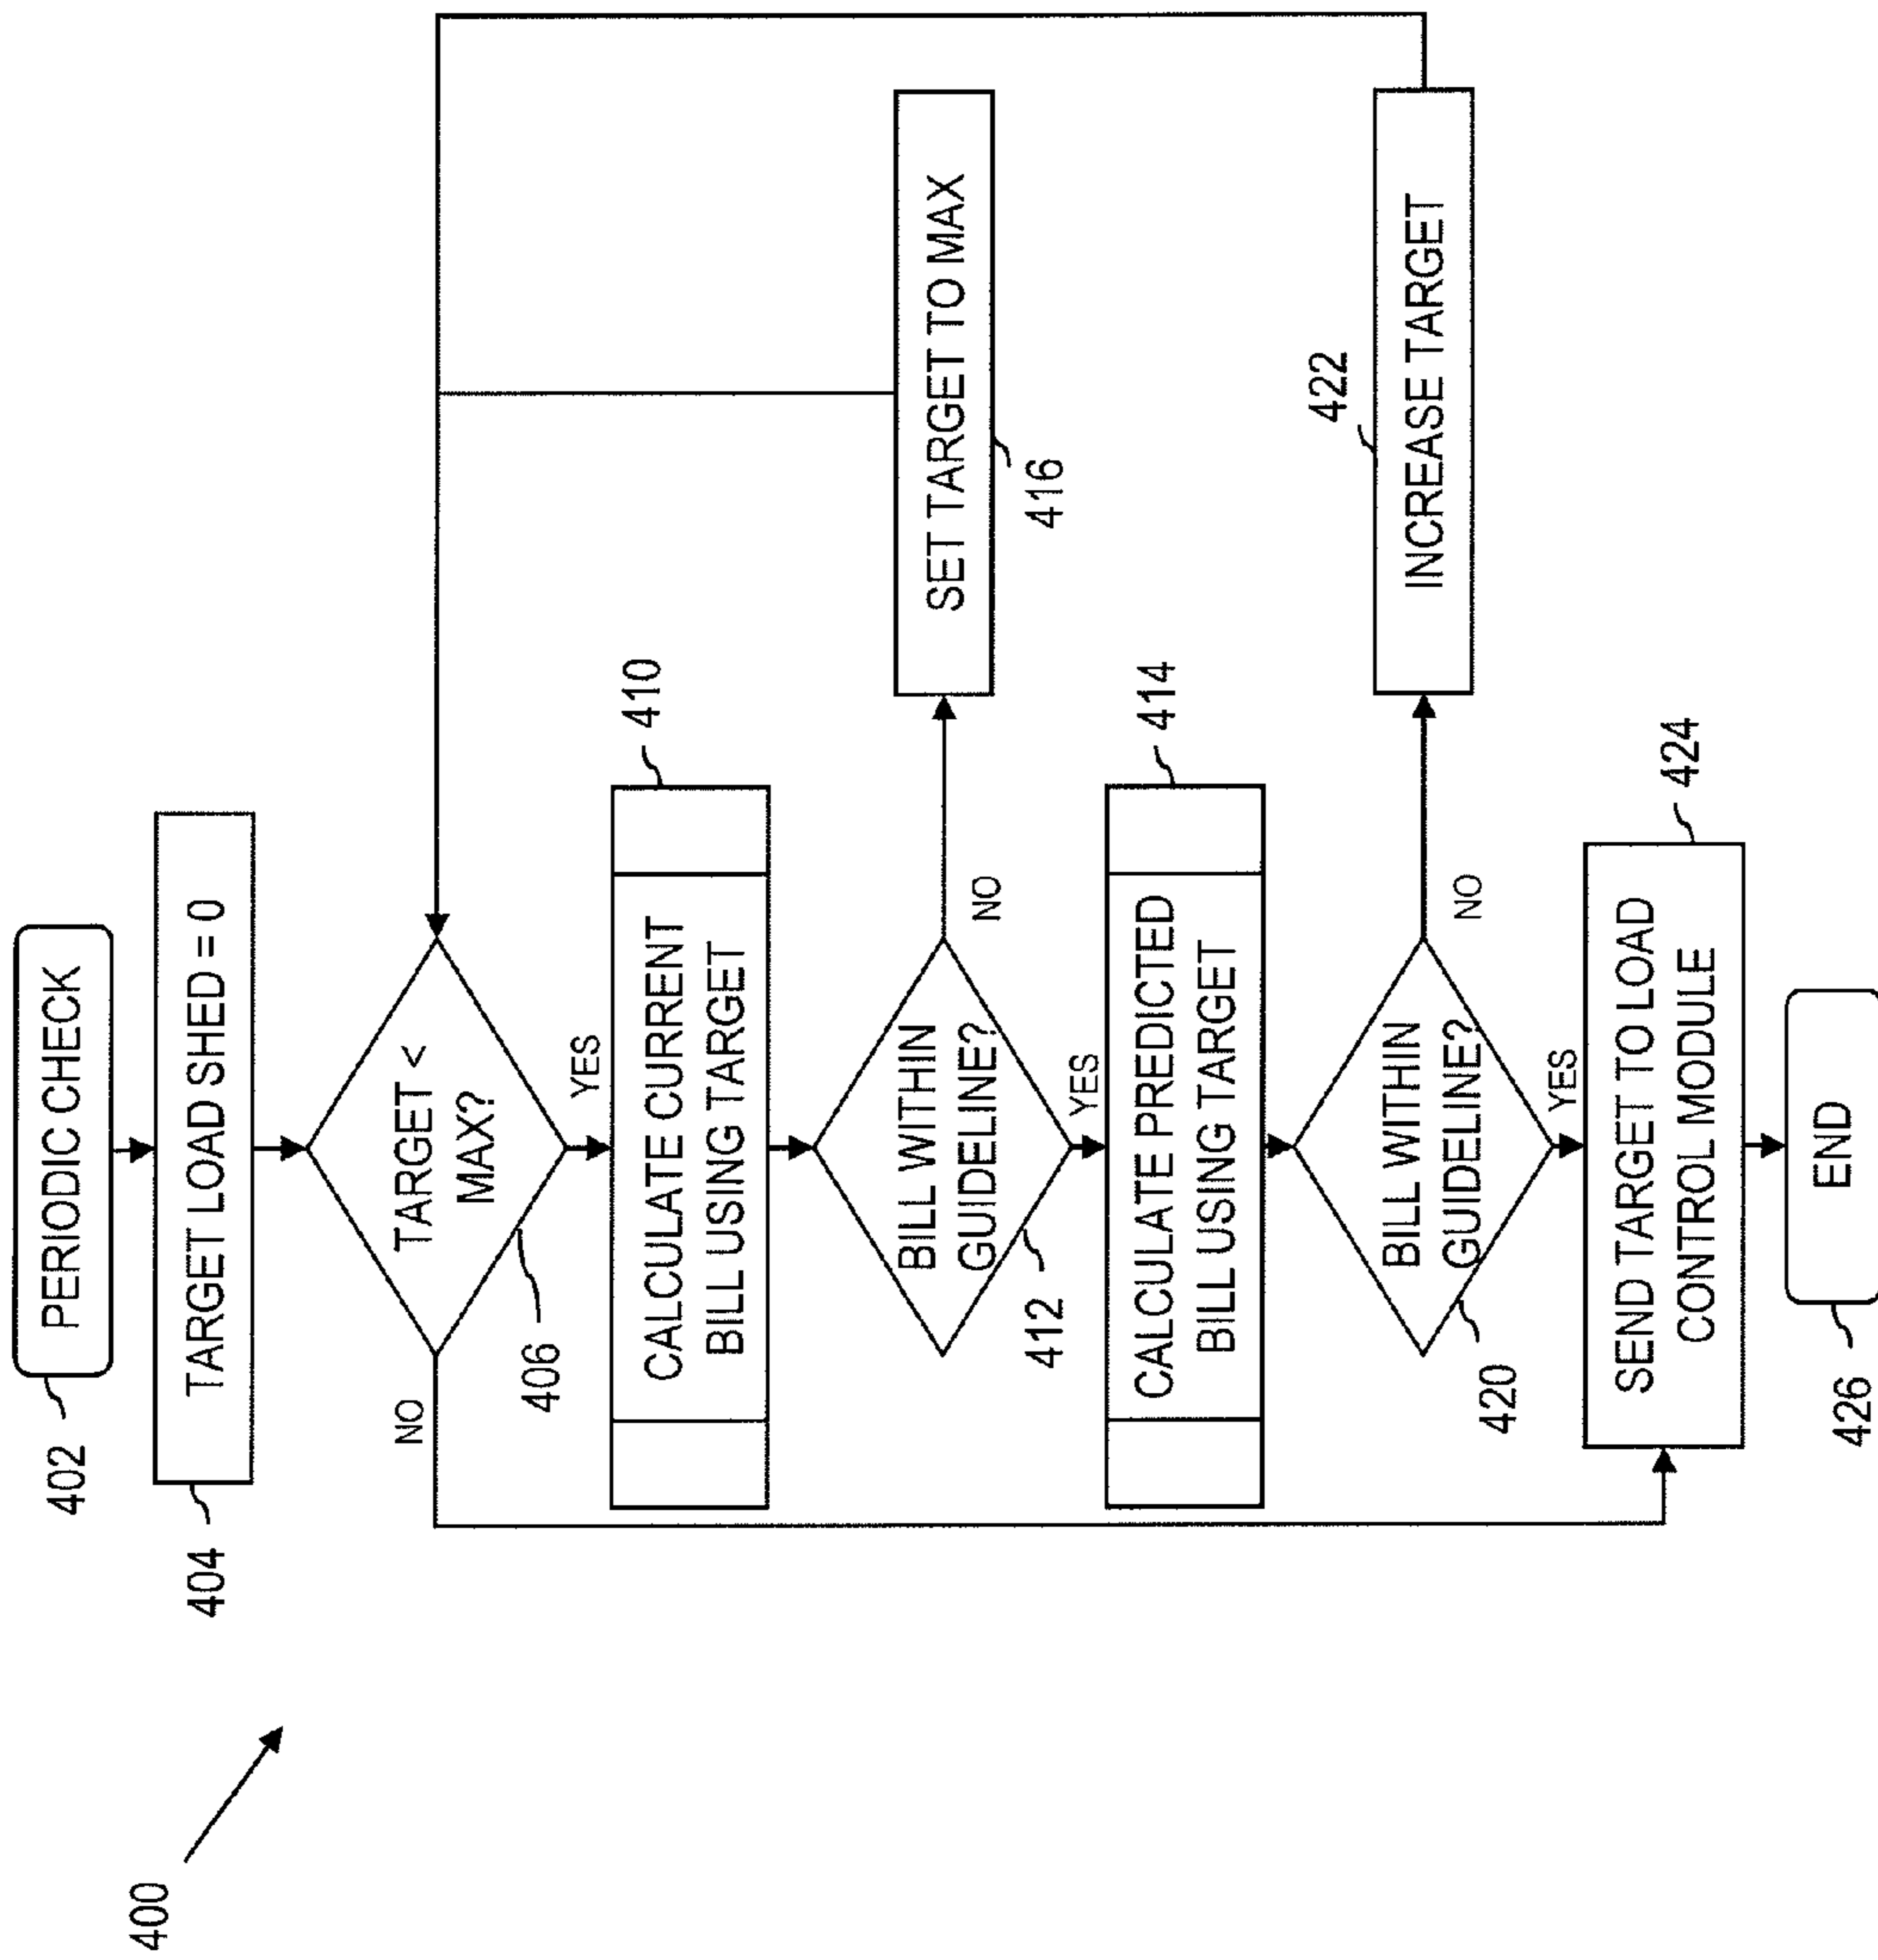 400
402
PERIODIC CHECK
404
TARGET LOAD SHED = 0
TARGET <
MAX?
406
NO
YES
410
CALCULATE CURRENT
BILL USING TARGET
BILL WITHIN
GUIDELINE?
412
NO
SET TARGET TO MAX
416
YES
414
CALCULATE PREDICTED
BILL USING TARGET
BILL WITHIN
GUIDELINE?
420
NO
422
INCREASE TARGET
YES
424
SEND TARGET TO LOAD
CONTROL MODULE
END
426